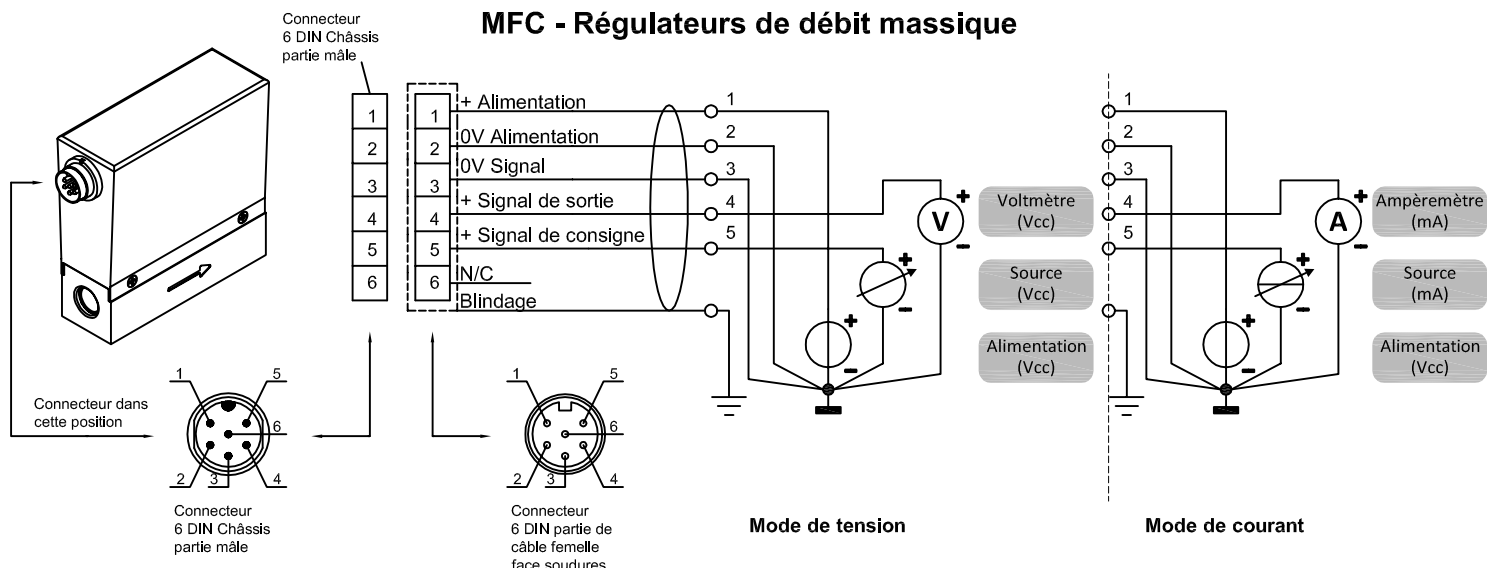 MFC - Régulateurs de débit massique
Connecteur
6 DIN Châssis
partie mâle
1
2
3
4
5
6
1
2
3
4
5
6
+ Alimentation
0V Alimentation
0V Signal
+ Signal de sortie
+ Signal de consigne
N/C
Blindage
1
2
3
4
5
V
+
-
+
-
+
-
Voltmètre
(Vcc)
Source
(Vcc)
Alimentation
(Vcc)
1
2
3
4
5
A
+
-
+
-
+
-
Ampèremètre
(mA)
Source
(mA)
Alimentation
(Vcc)
Connecteur dans
cette position
1
5
6
2
3
4
Connecteur
6 DIN Châssis
partie mâle
1
5
6
2
3
4
Connecteur
6 DIN partie de
câble femelle
face soudures
Mode de tension
Mode de courant